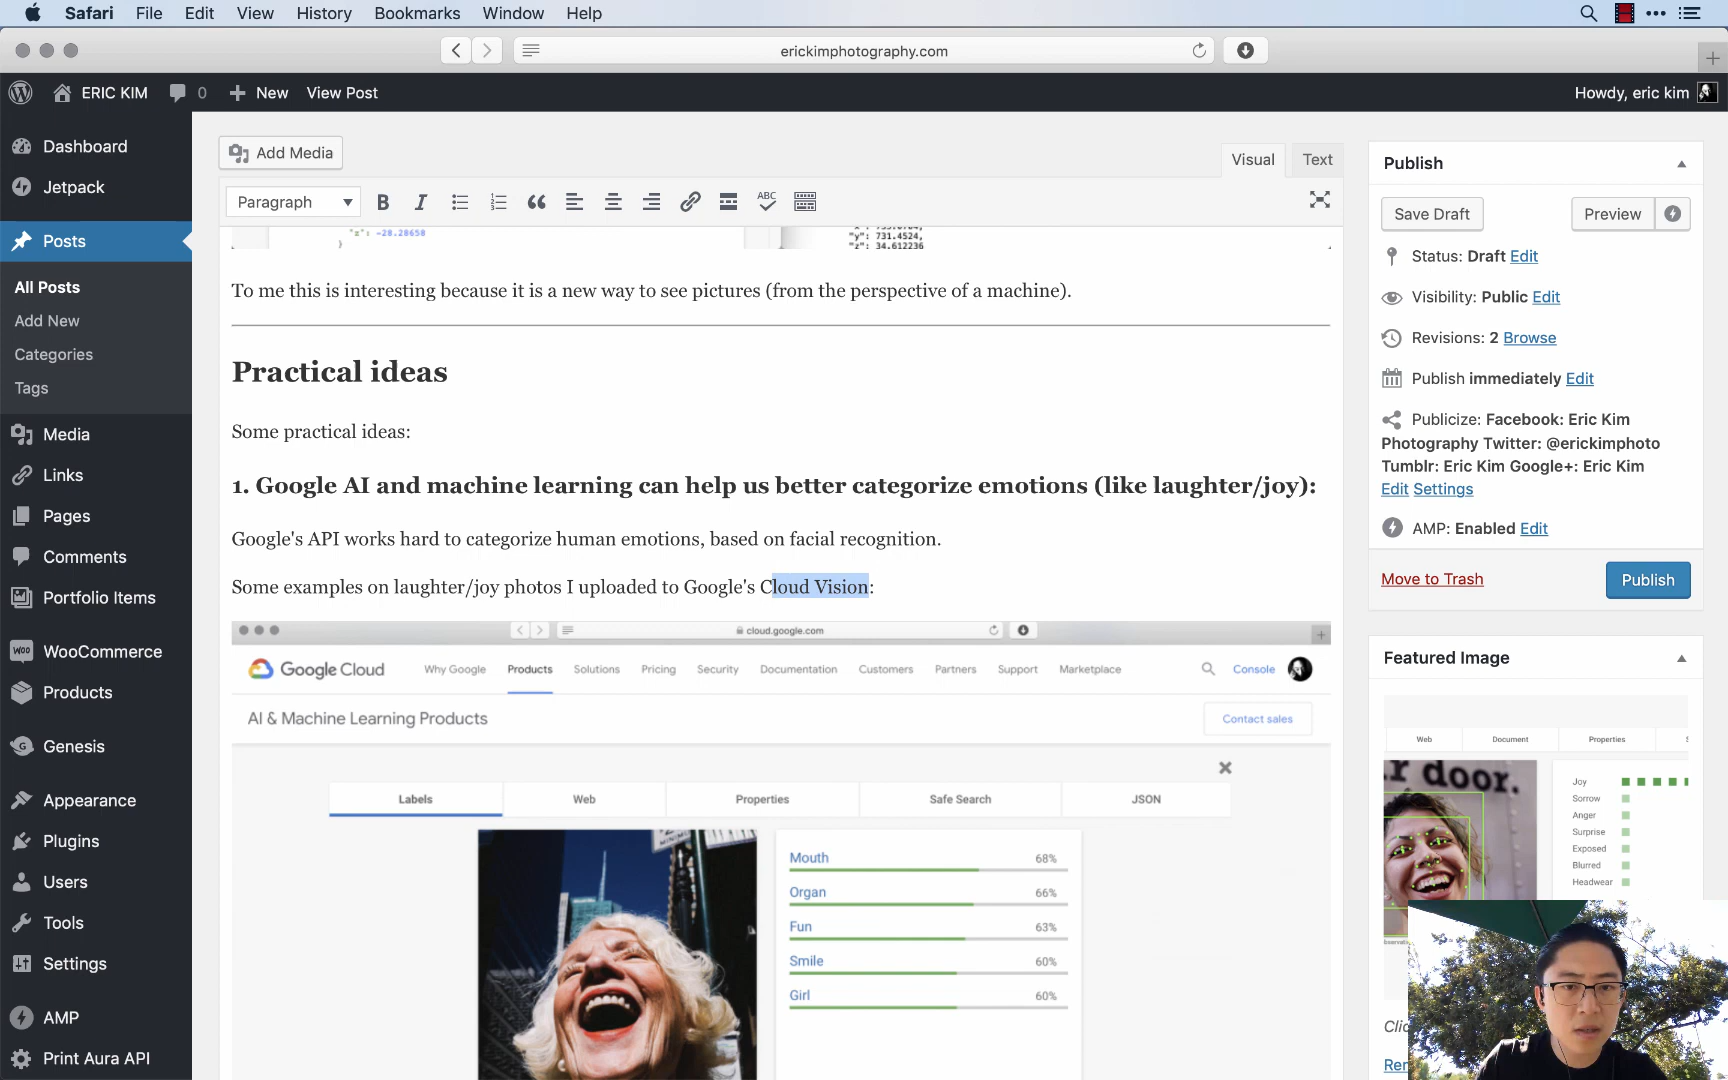 Safari File Edit View History Bookmarks Window Help
erickimphotography.com
ERIC KIM 0 New View Post Howdy, eric kim
Dashboard
Jetpack
Posts
All Posts
Add New
Categories
Tags
Media
Links
Pages
Comments
Portfolio Items
WooCommerce
Products
Genesis
Appearance
Plugins
Users
Tools
Settings
AMP
Print Aura API
Add Media
Visual Text
Paragraph
B I ABC
"z": -28.28658
}
"y": 731.4524,
"z": 34.612236
To me this is interesting because it is a new way to see pictures (from the perspective of a machine).
Practical ideas
Some practical ideas:
1. Google AI and machine learning can help us better categorize emotions (like laughter/joy):
Google's API works hard to categorize human emotions, based on facial recognition.
Some examples on laughter/joy photos I uploaded to Google's Cloud Vision:
cloud.google.com
Google Cloud Why Google Products Solutions Pricing Security Documentation Customers Partners Support Marketplace Console
AI & Machine Learning Products Contact sales
Labels Web Properties Safe Search JSON
Mouth 68%
Organ 66%
Fun 63%
Smile 60%
Girl 60%
Publish
Save Draft Preview
Status: Draft Edit
Visibility: Public Edit
Revisions: 2 Browse
Publish immediately Edit
Publicize: Facebook: Eric Kim
Photography Twitter: @erickimphoto
Tumblr: Eric Kim Google+: Eric Kim
Edit Settings
AMP: Enabled Edit
Move to Trash Publish
Featured Image
Web Document Properties
r door.
Joy
Sorrow
Anger
Surprise
Exposed
Blurred
Headwear